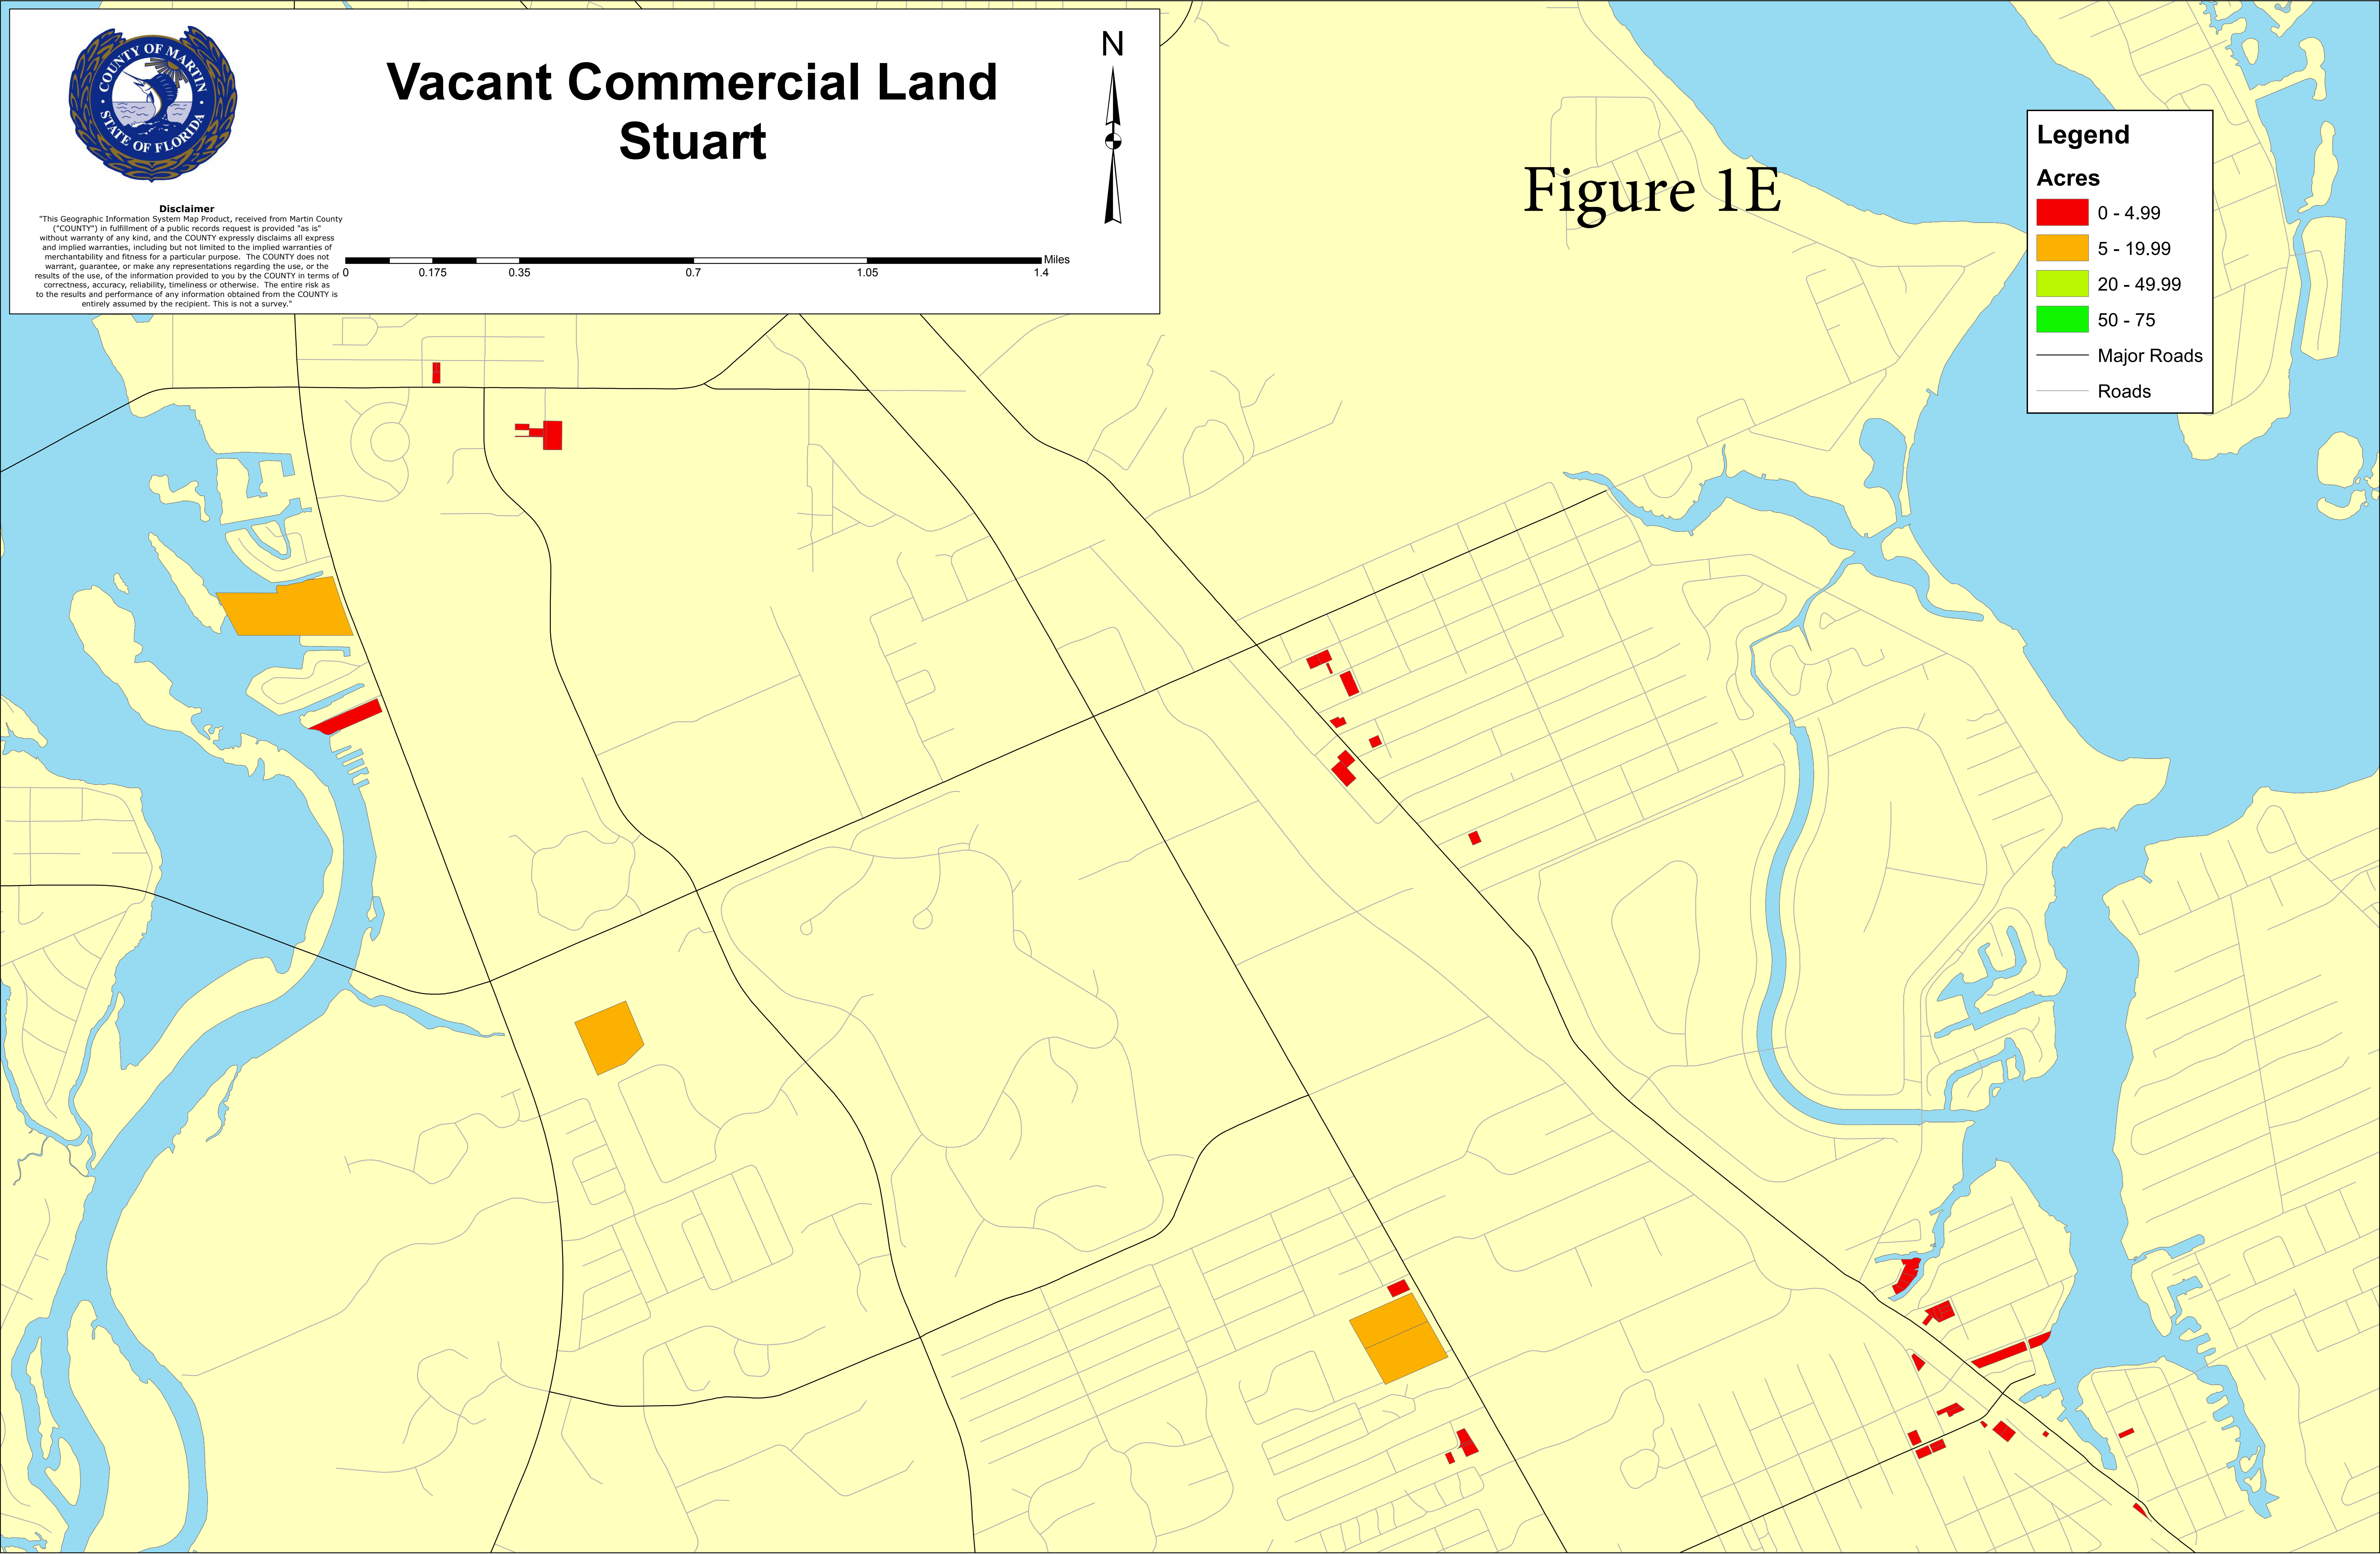 COUNTY OF MARTIN
STATE OF FLORIDA
Vacant Commercial Land
Stuart
N
Disclaimer
"This Geographic Information System Map Product, received from Martin County
("COUNTY") in fulfillment of a public records request is provided "as is"
without warranty of any kind, and the COUNTY expressly disclaims all express
and implied warranties, including but not limited to the implied warranties of
merchantability and fitness for a particular purpose. The COUNTY does not
warrant, guarantee, or make any representations regarding the use, or the
results of the use, of the information provided to you by the COUNTY in terms of
correctness, accuracy, reliability, timeliness or otherwise. The entire risk as
to the results and performance of any information obtained from the COUNTY is
entirely assumed by the recipient. This is not a survey."
Miles
0 0.175 0.35 0.7 1.05 1.4
Figure 1E
Legend
Acres
0 - 4.99
5 - 19.99
20 - 49.99
50 - 75
Major Roads
Roads